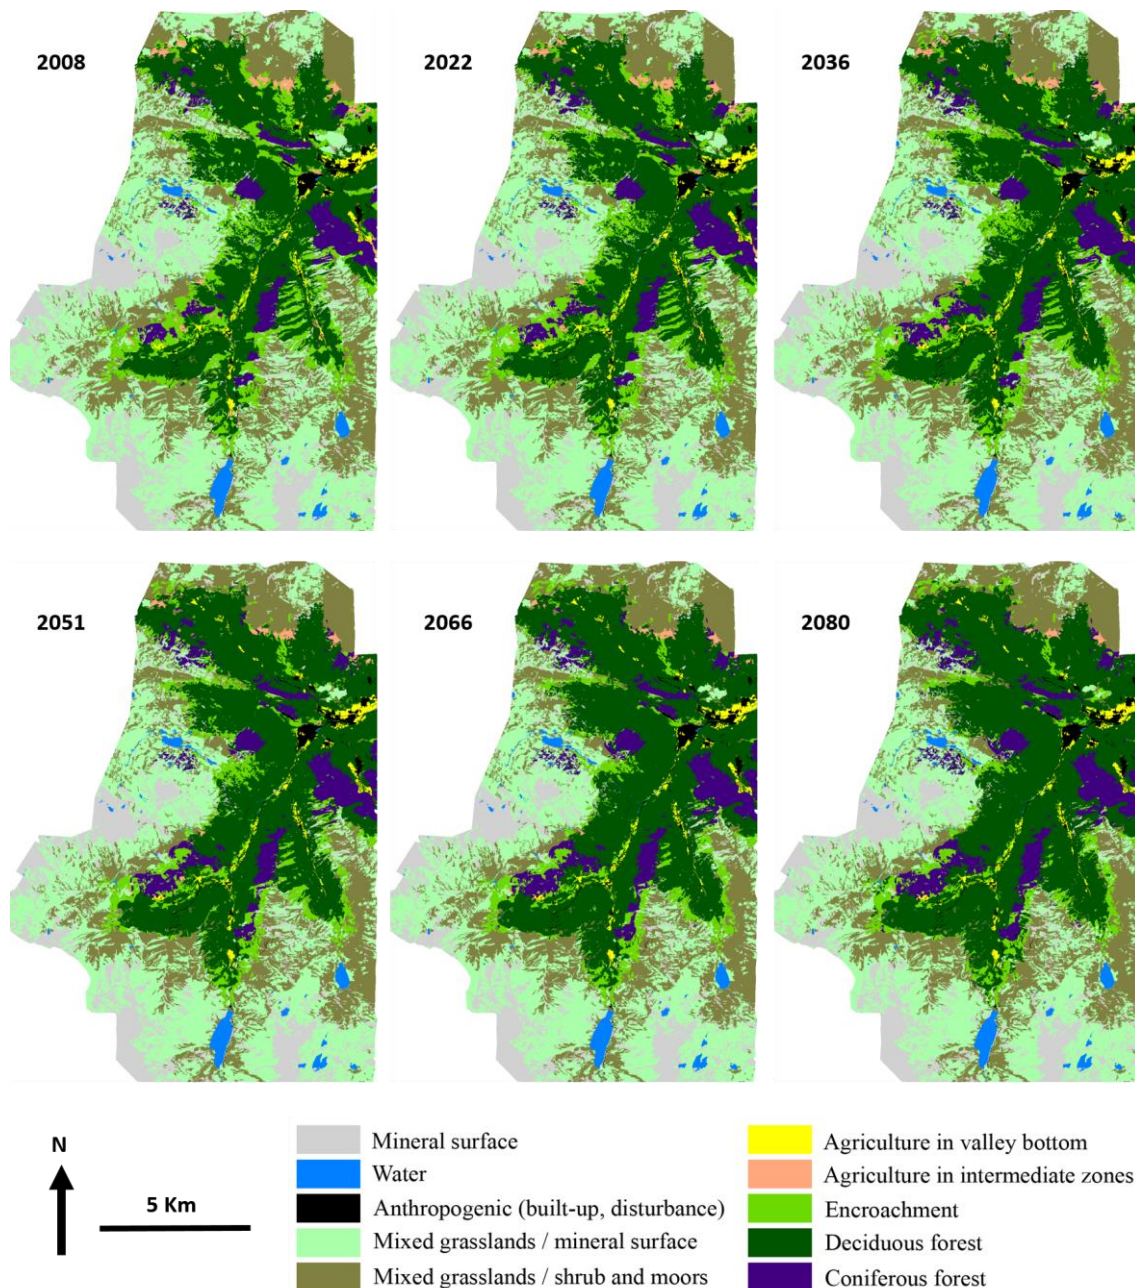 2008
2022
2036
2051
2066
2080
N
5 Km
Mineral surface
Water
Anthropogenic (built-up, disturbance)
Mixed grasslands / mineral surface
Mixed grasslands / shrub and moors
Agriculture in valley bottom
Agriculture in intermediate zones
Encroachment
Deciduous forest
Coniferous forest